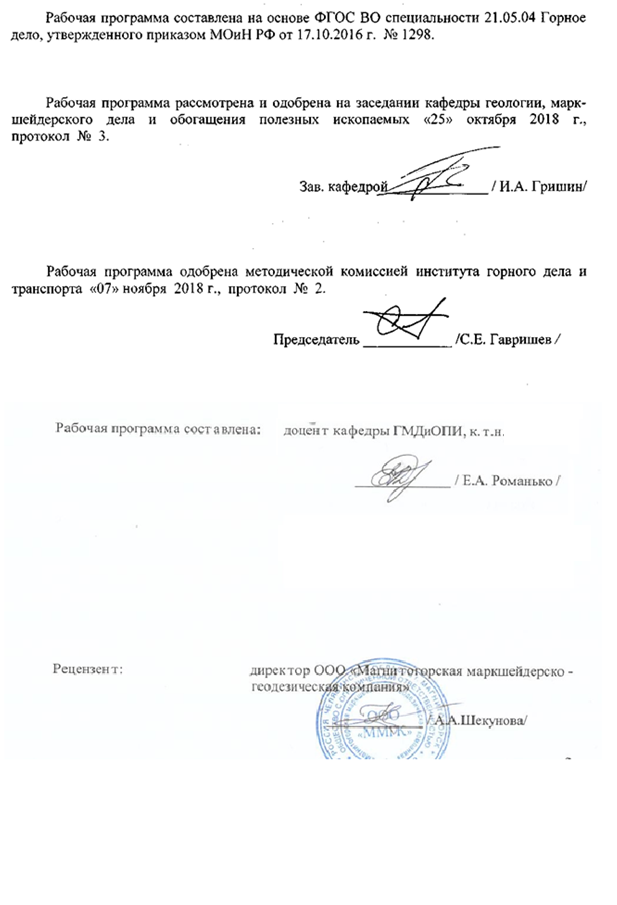 Рабочая программа составлена на основе ФГОС ВО специальности 21.05.04 Горное
дело, утвержденного приказом МОиН РФ от 17.10.2016 г. № 1298.
Рабочая программа рассмотрена и одобрена на заседании кафедры геологии, марк-
шейдерского дела и обогащения полезных ископаемых «25» октября 2018 г.,
протокол № 3.
Зав. кафедрой ______________ / И.А. Гришин/
Рабочая программа одобрена методической комиссией института горного дела и
транспорта «07» ноября 2018 г., протокол № 2.
Председатель ____________ /С.Е. Гавришев /
Рабочая программа составлена: доцент кафедры ГМДиОПИ, к.т.н.
_____________ / Е.А. Романько /
Рецензент: директор ООО «Магнитогорская маркшейдерско -
геодезическая компания»
____________ / А.А.Шекунова/
ООО
«ММГК»